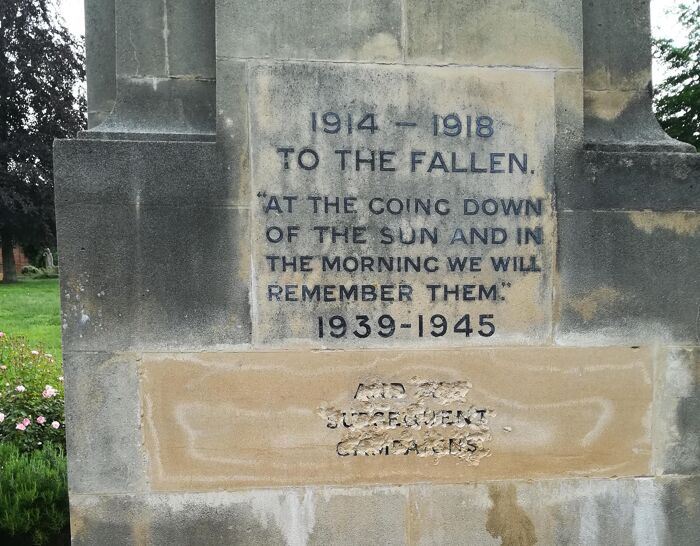 1914 – 1918
TO THE FALLEN.
"AT THE GOING DOWN
OF THE SUN AND IN
THE MORNING WE WILL
REMEMBER THEM."
1939-1945
AND
SUBSEQUENT
CAMPAIGNS